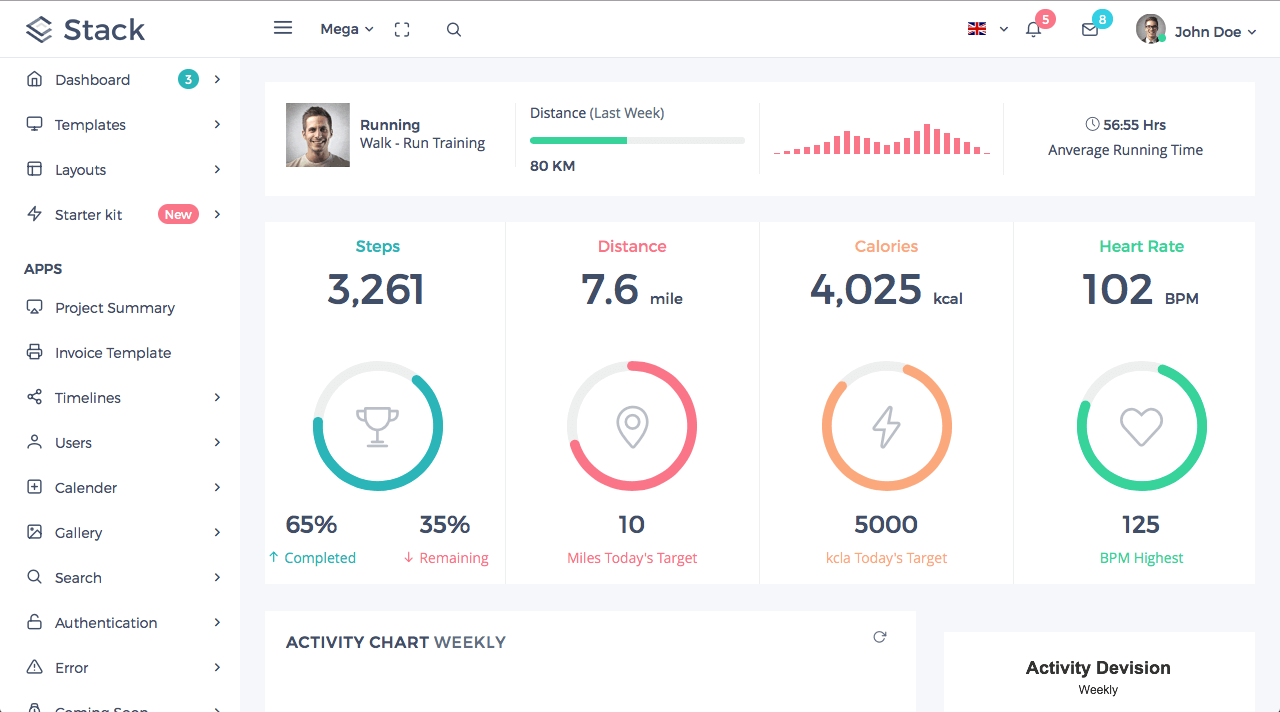 Stack
Mega
5
8
John Doe
Dashboard 3
Templates
Layouts
Starter kit New
APPS
Project Summary
Invoice Template
Timelines
Users
Calender
Gallery
Search
Authentication
Error
Coming Soon
Running
Walk - Run Training
Distance (Last Week)
80 KM
56:55 Hrs
Anverage Running Time
Steps
3,261
65%
↑ Completed
35%
↓ Remaining
Distance
7.6 mile
10
Miles Today's Target
Calories
4,025 kcal
5000
kcla Today's Target
Heart Rate
102 BPM
125
BPM Highest
ACTIVITY CHART WEEKLY
Activity Devision
Weekly